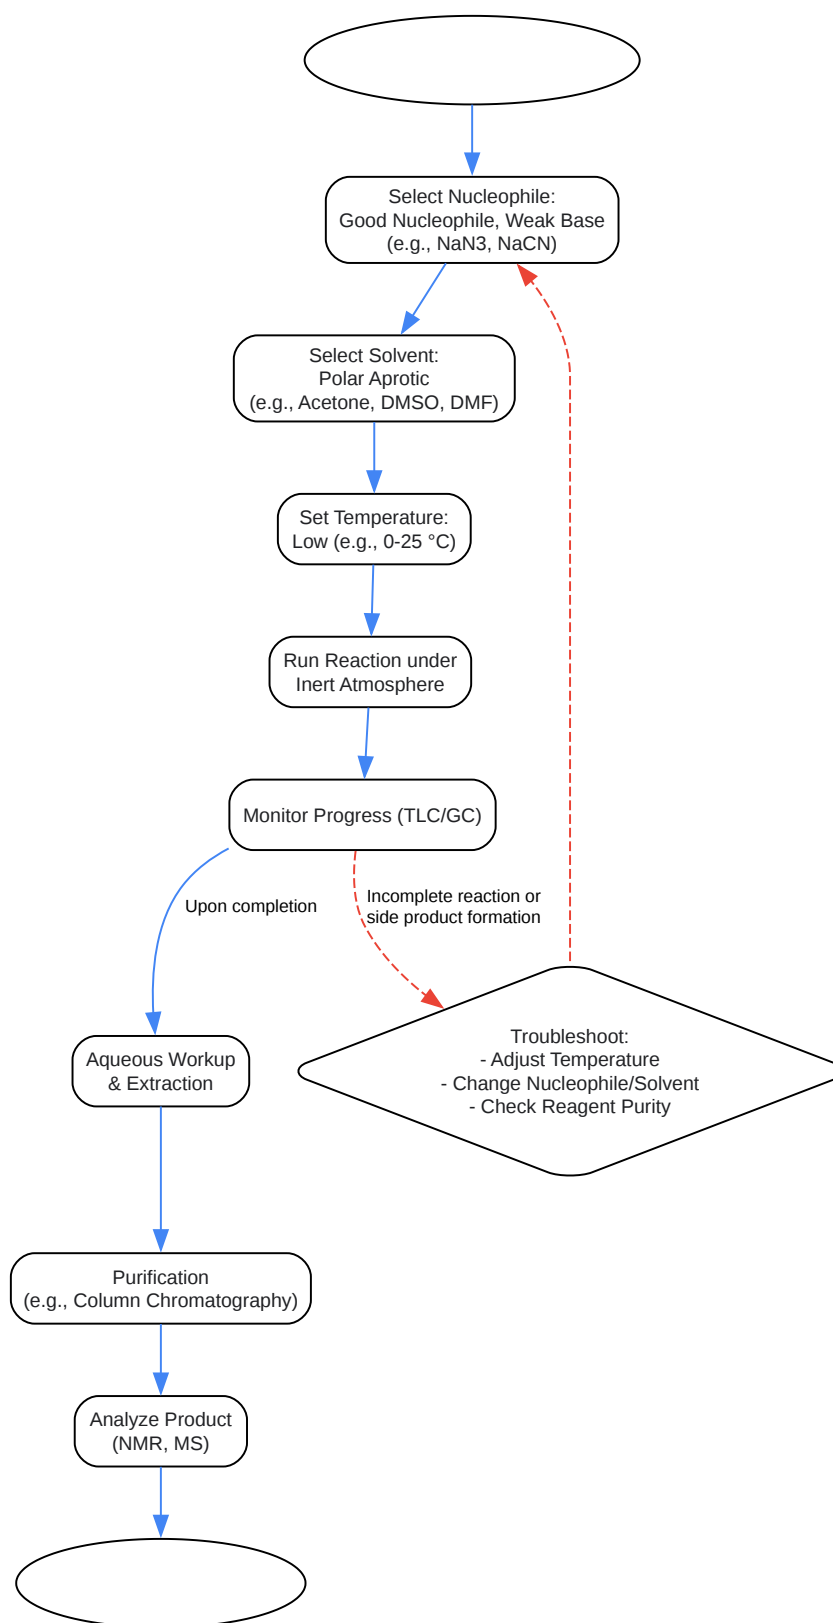 Select Nucleophile:
Good Nucleophile, Weak Base
(e.g., NaN3, NaCN)
Select Solvent:
Polar Aprotic
(e.g., Acetone, DMSO, DMF)
Set Temperature:
Low (e.g., 0-25 °C)
Run Reaction under
Inert Atmosphere
Monitor Progress (TLC/GC)
Upon completion
Incomplete reaction or
side product formation
Troubleshoot:
- Adjust Temperature
- Change Nucleophile/Solvent
- Check Reagent Purity
Aqueous Workup
& Extraction
Purification
(e.g., Column Chromatography)
Analyze Product
(NMR, MS)